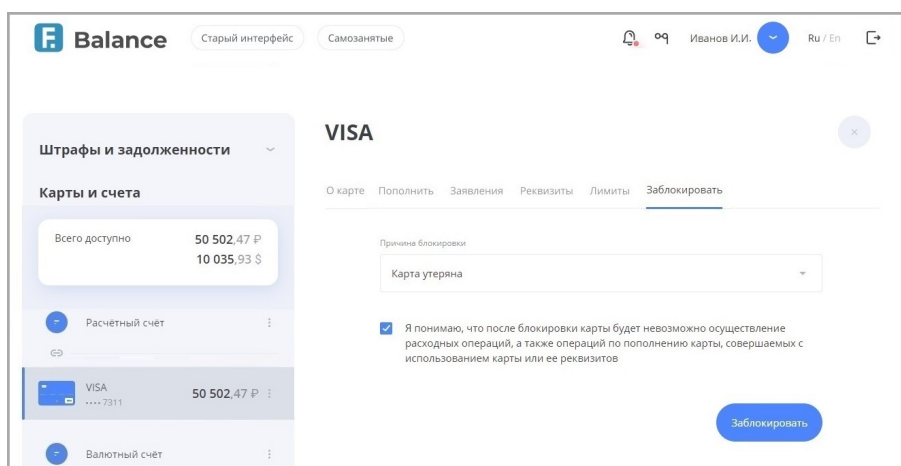 F. Balance
Старый интерфейс
Самозанятые
Иванов И.И.
Ru / En
Штрафы и задолженности
Карты и счета
Всего доступно
50 502,47 ₽
10 035,93 $
Расчётный счёт
VISA
•••• 7311
50 502,47 ₽
Валютный счёт
VISA
О карте Пополнить Заявления Реквизиты Лимиты Заблокировать
Причина блокировки
Карта утеряна
Я понимаю, что после блокировки карты будет невозможно осуществление
расходных операций, а также операций по пополнению карты, совершаемых с
использованием карты или ее реквизитов
Заблокировать